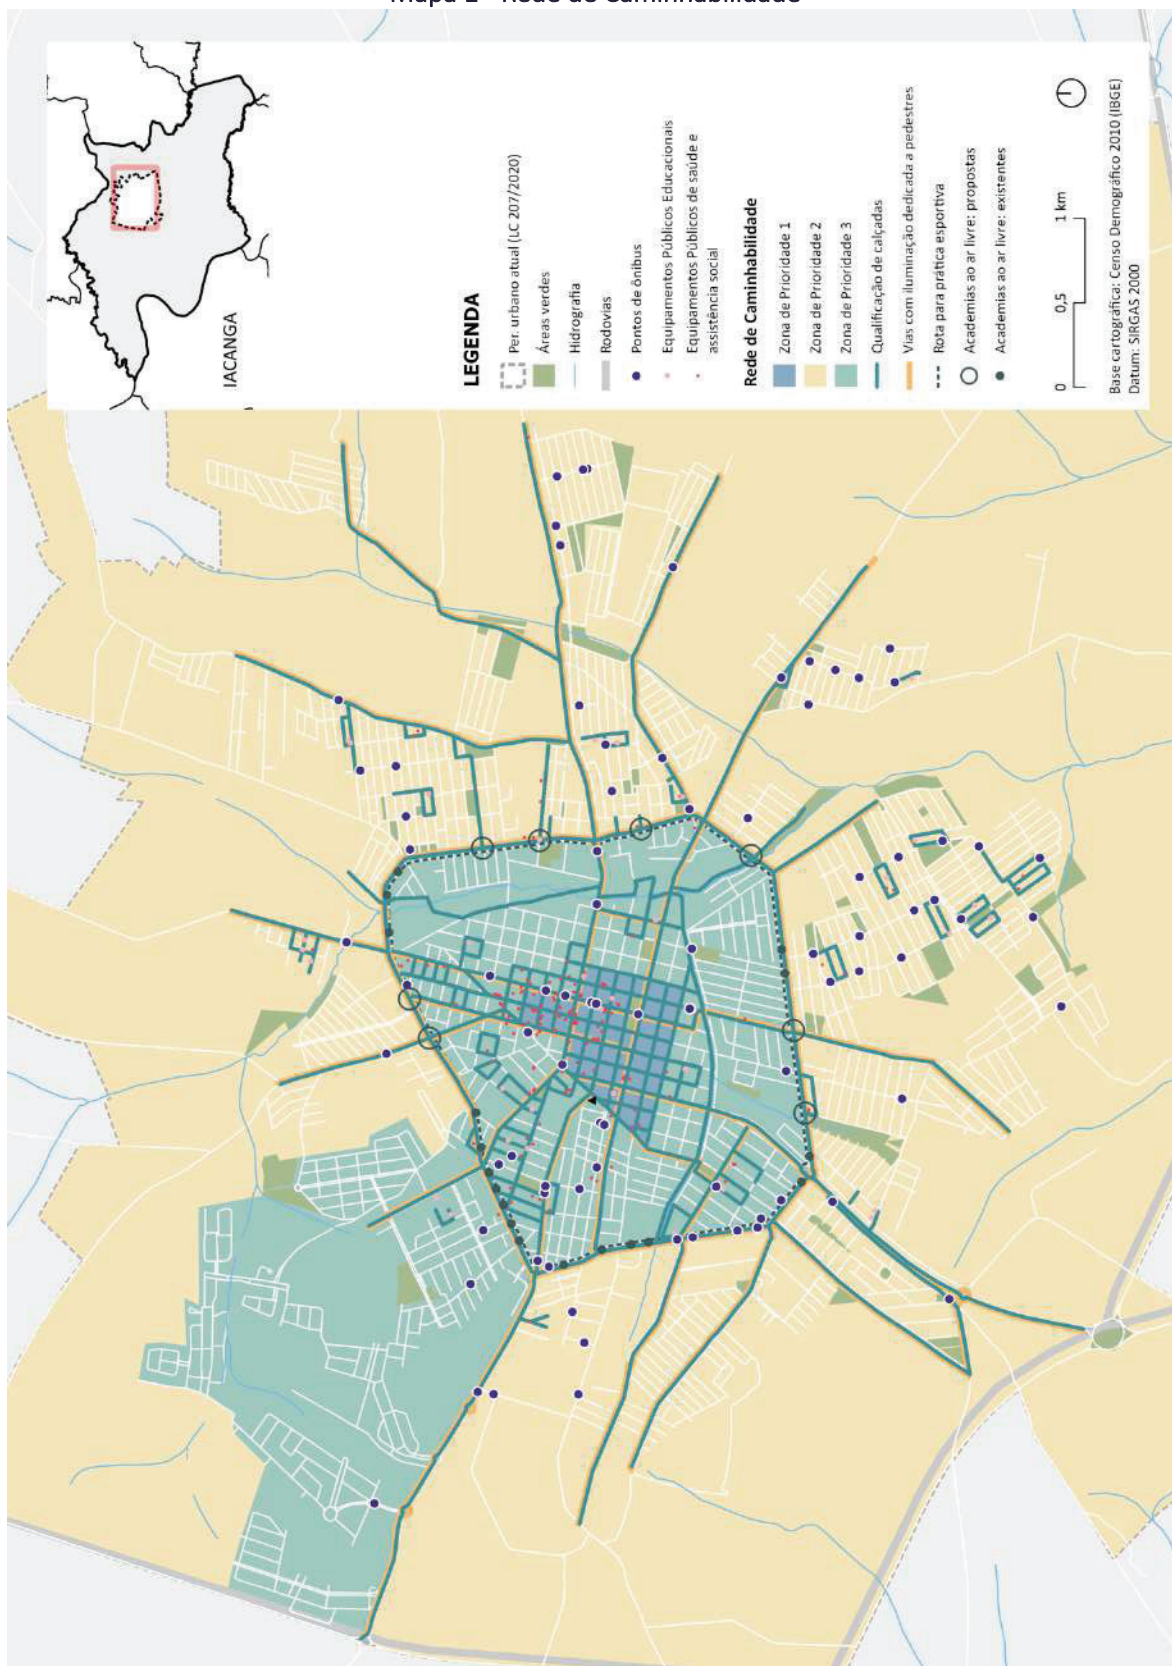 Mapa 2 - Rede de Caminhabilidade
IACANGA
LEGENDA
Per. urbano atual (LC 207/2020)
Áreas verdes
Hidrografia
Rodovias
Pontos de ônibus
Equipamentos Públicos Educacionais
Equipamentos Públicos de saúde e
assistência social
Rede de Caminhabilidade
Zona de Prioridade 1
Zona de Prioridade 2
Zona de Prioridade 3
Qualificação de calçadas
Vias com iluminação dedicada a pedestres
Rota para prática esportiva
Academias ao ar livre: propostas
Academias ao ar livre: existentes
0
0,5
1 km
Base cartográfica: Censo Demográfico 2010 (IBGE)
Datum: SIRGAS 2000